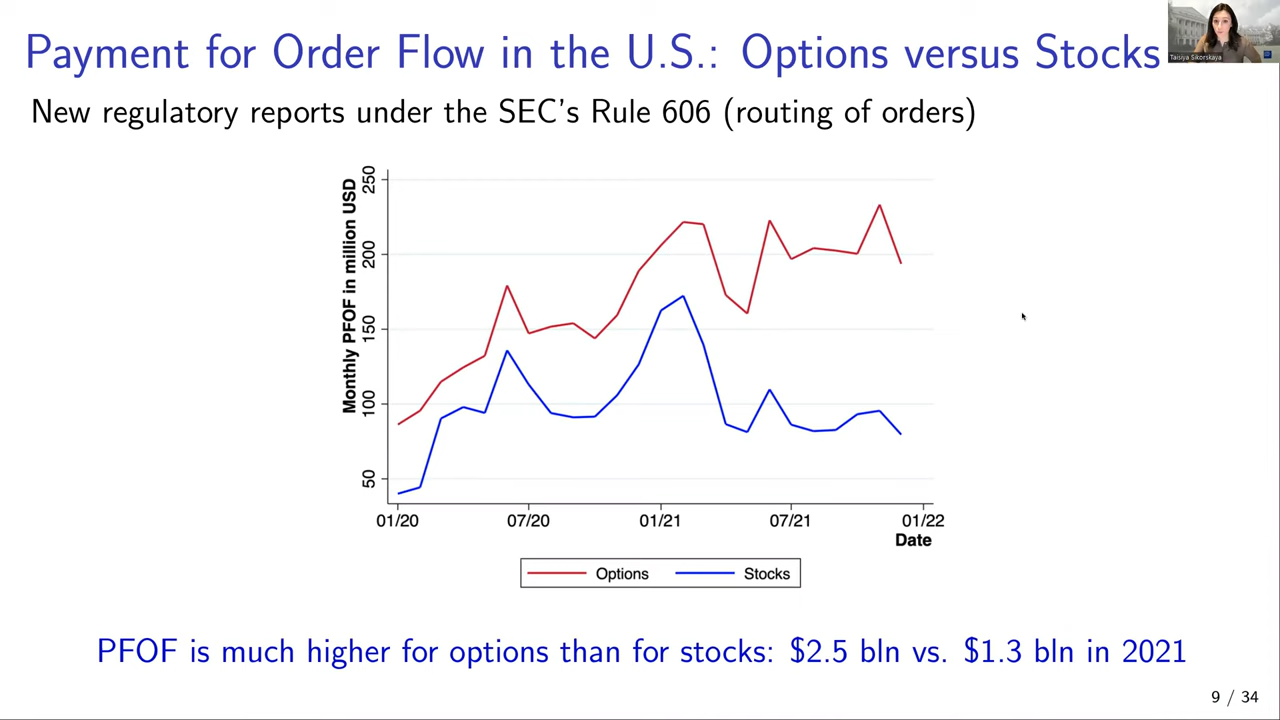 Payment for Order Flow in the U.S.: Options versus Stocks
Taisiya Sikorskaya
New regulatory reports under the SEC's Rule 606 (routing of orders)
Monthly PFOF in million USD
250
200
150
100
50
01/20
07/20
01/21
07/21
01/22
Date
Options
Stocks
PFOF is much higher for options than for stocks: $2.5 bln vs. $1.3 bln in 2021
9 / 34